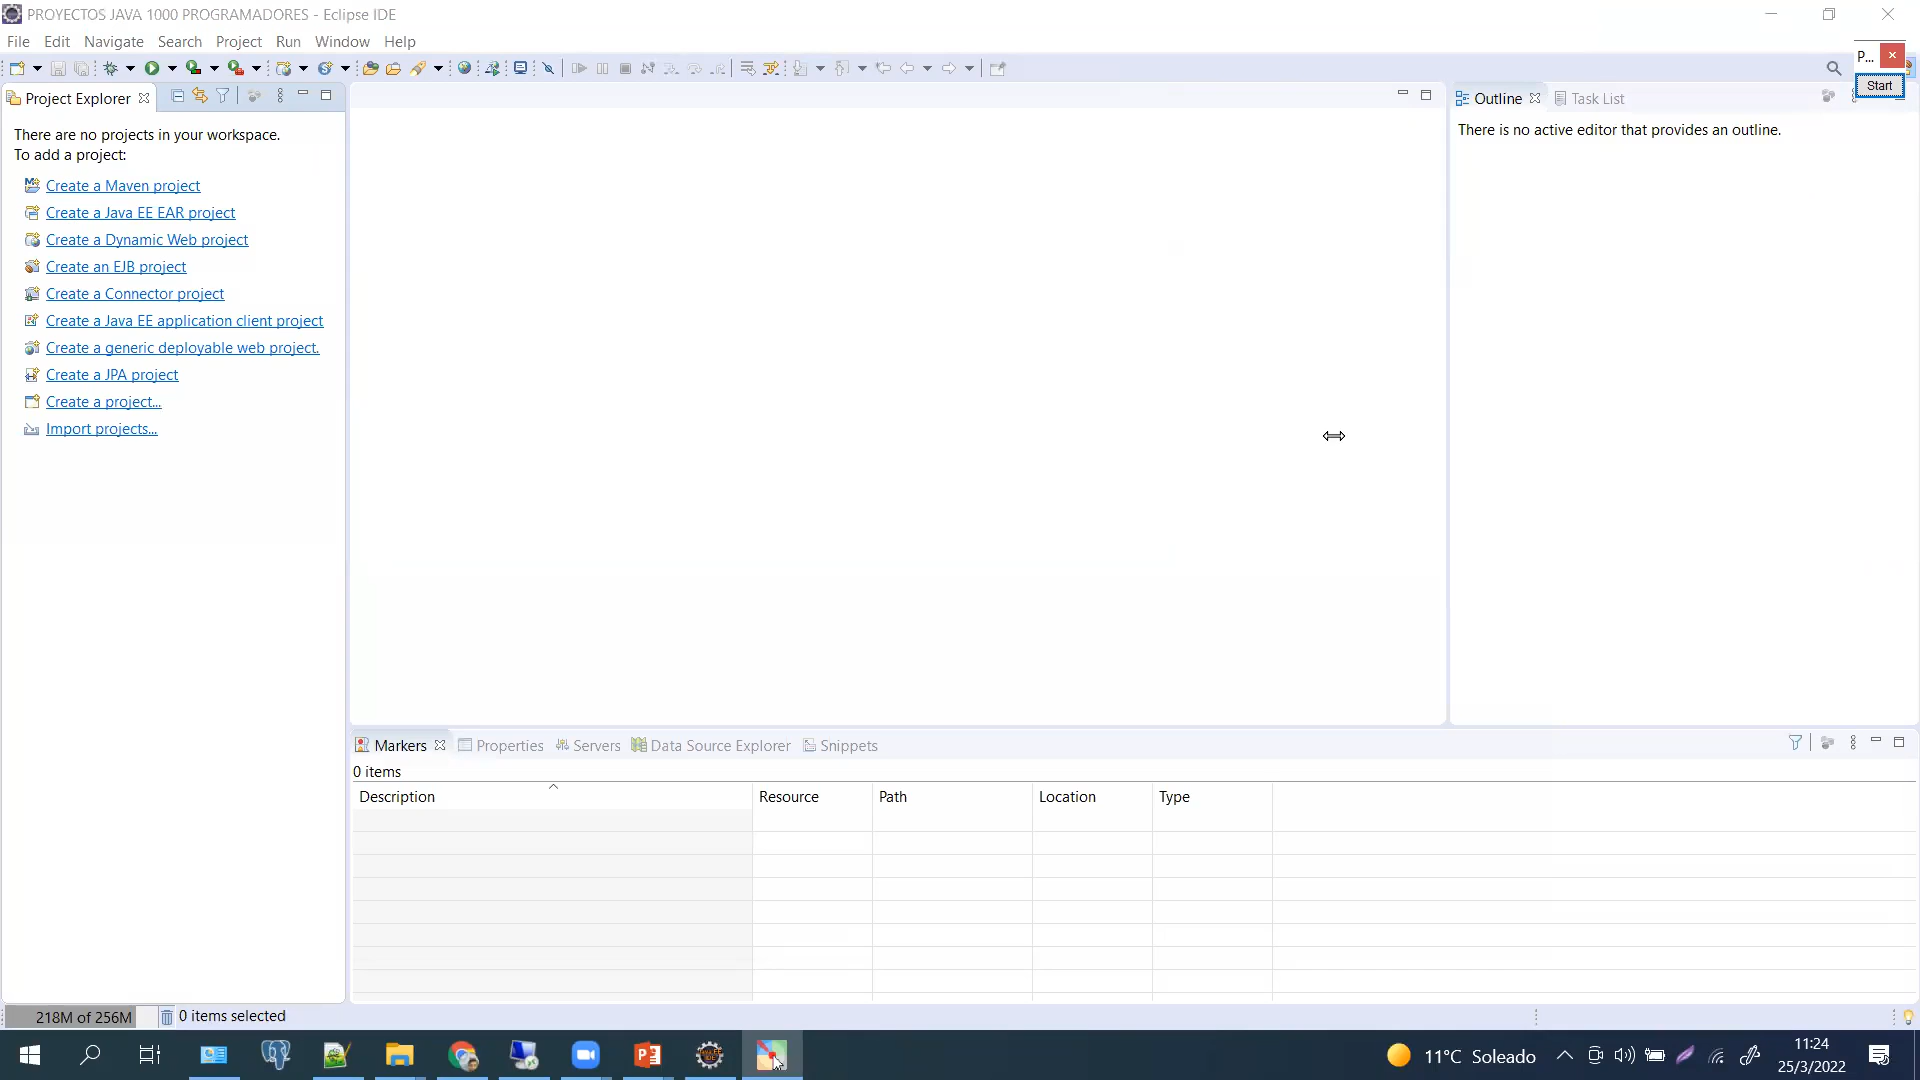 PROYECTOS JAVA 1000 PROGRAMADORES - Eclipse IDE
File Edit Navigate Search Project Run Window Help
P...
Start
Project Explorer
Outline Task List
There are no projects in your workspace.
To add a project:
There is no active editor that provides an outline.
Create a Maven project
Create a Java EE EAR project
Create a Dynamic Web project
Create an EJB project
Create a Connector project
Create a Java EE application client project
Create a generic deployable web project.
Create a JPA project
Create a project...
Import projects...
Markers Properties Servers Data Source Explorer Snippets
0 items
Description Resource Path Location Type
218M of 256M 0 items selected
11°C Soleado
11:24
25/3/2022